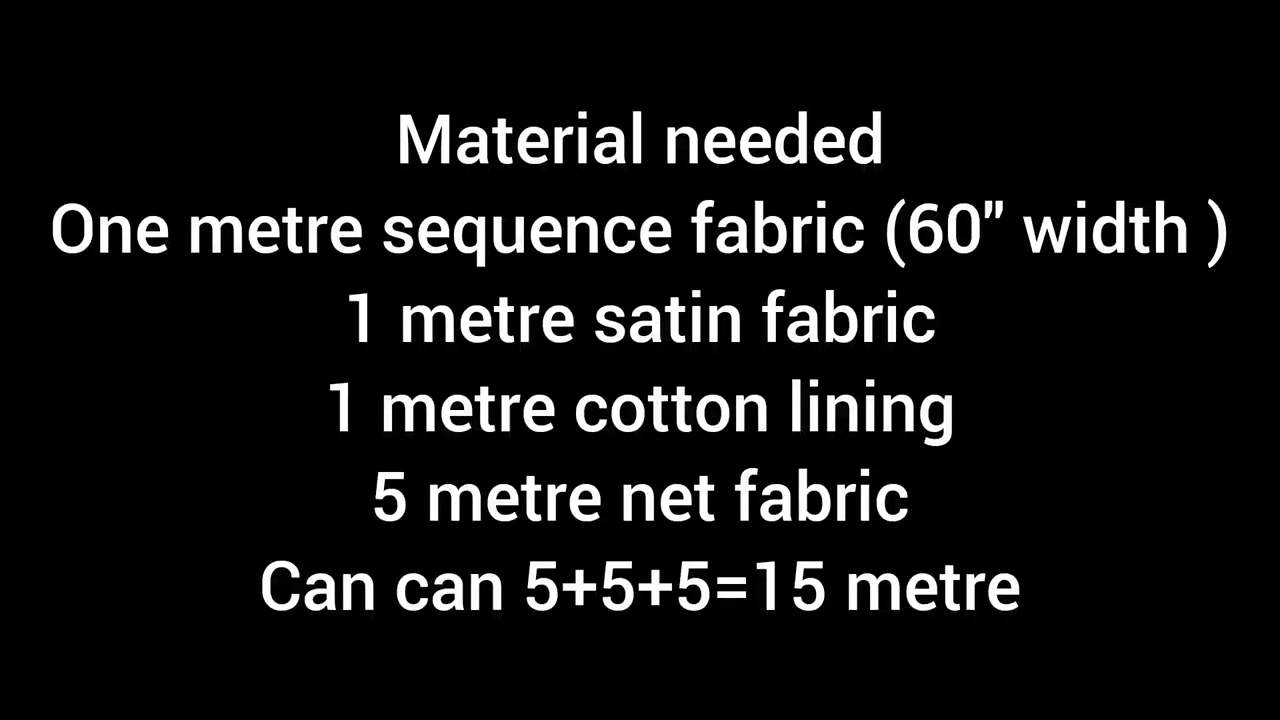 Material needed
One metre sequence fabric (60" width )
1 metre satin fabric
1 metre cotton lining
5 metre net fabric
Can can 5+5+5=15 metre